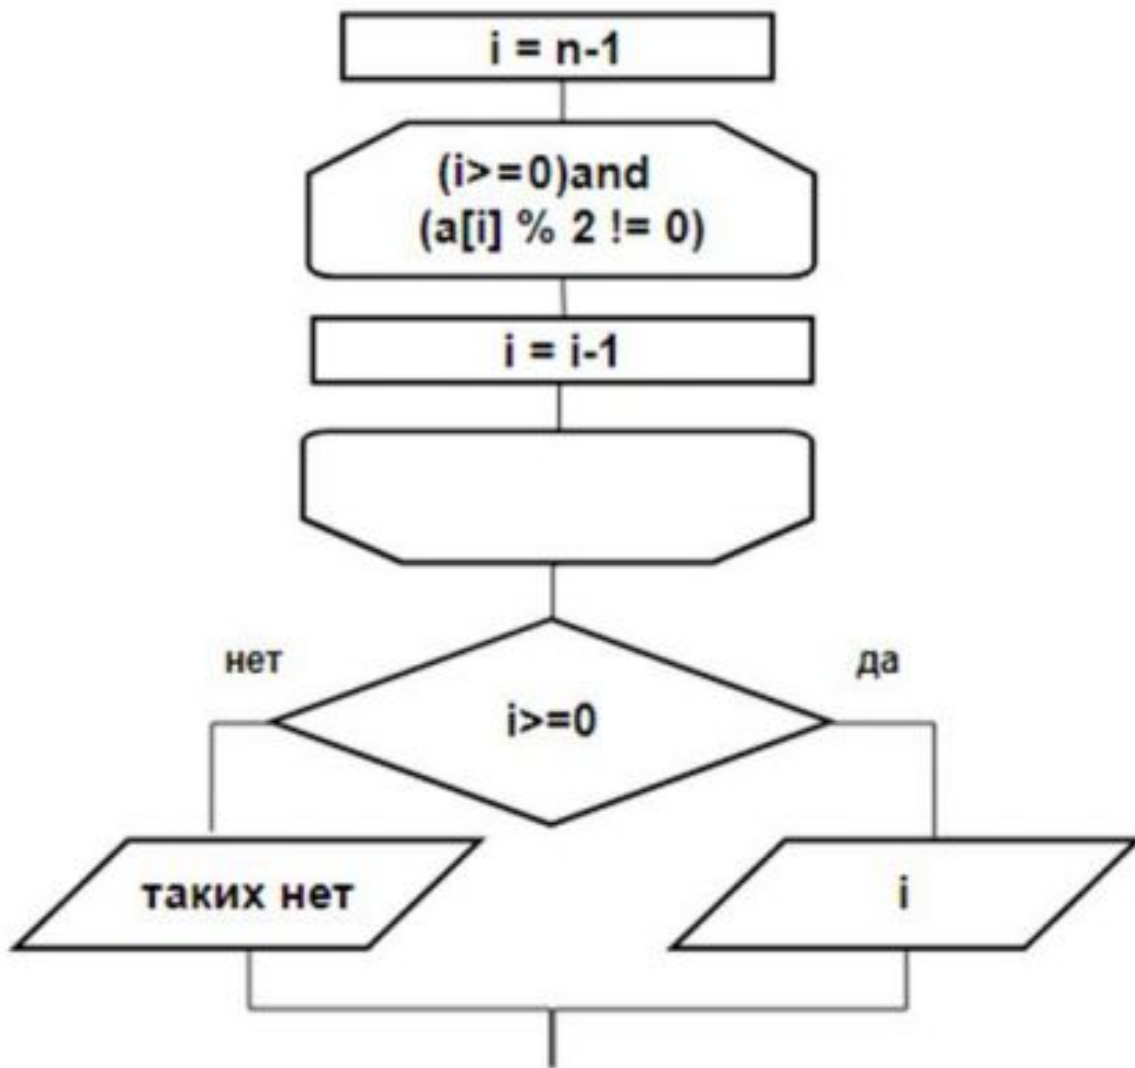 i = n-1
(i>=0)and
(a[i] % 2 != 0)
i = i-1
нет
да
i>=0
таких нет
i